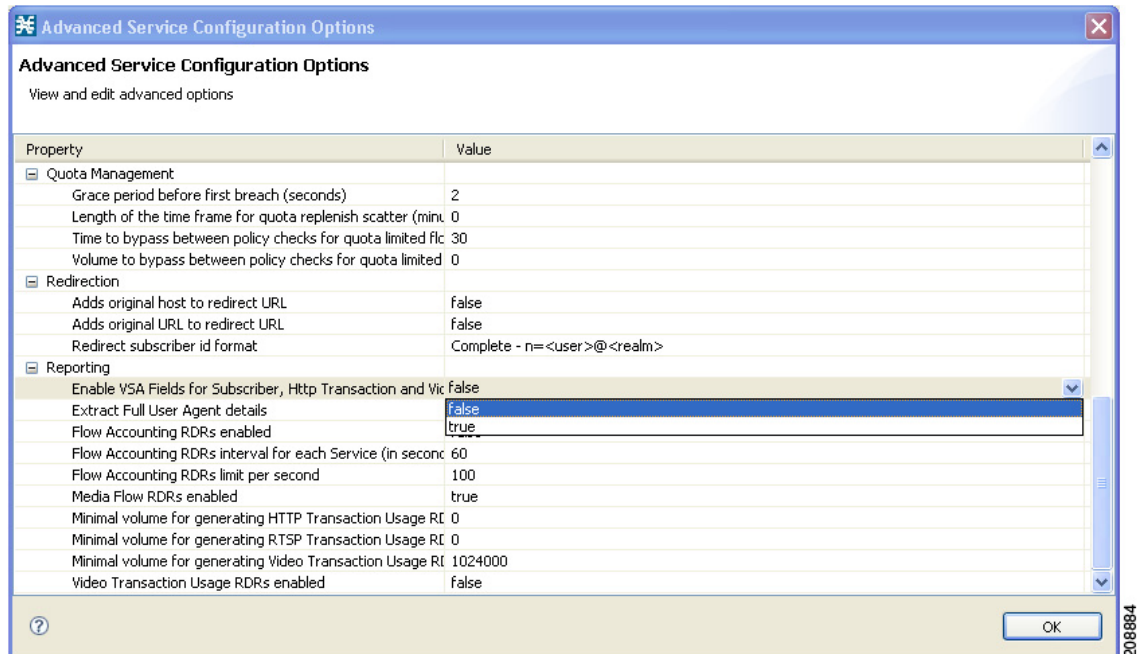 Advanced Service Configuration Options
Advanced Service Configuration Options
View and edit advanced options
Property Value
Quota Management
Grace period before first breach (seconds) 2
Length of the time frame for quota replenish scatter (minu 0
Time to bypass between policy checks for quota limited flo 30
Volume to bypass between policy checks for quota limited 0
Redirection
Adds original host to redirect URL false
Adds original URL to redirect URL false
Redirect subscriber id format Complete - n=<user>@<realm>
Reporting
Enable VSA Fields for Subscriber, Http Transaction and Vic false
Extract Full User Agent details false
true
Flow Accounting RDRs enabled
Flow Accounting RDRs interval for each Service (in second 60
Flow Accounting RDRs limit per second 100
Media Flow RDRs enabled true
Minimal volume for generating HTTP Transaction Usage RD 0
Minimal volume for generating RTSP Transaction Usage RD 0
Minimal volume for generating Video Transaction Usage RD 1024000
Video Transaction Usage RDRs enabled false
OK
208884